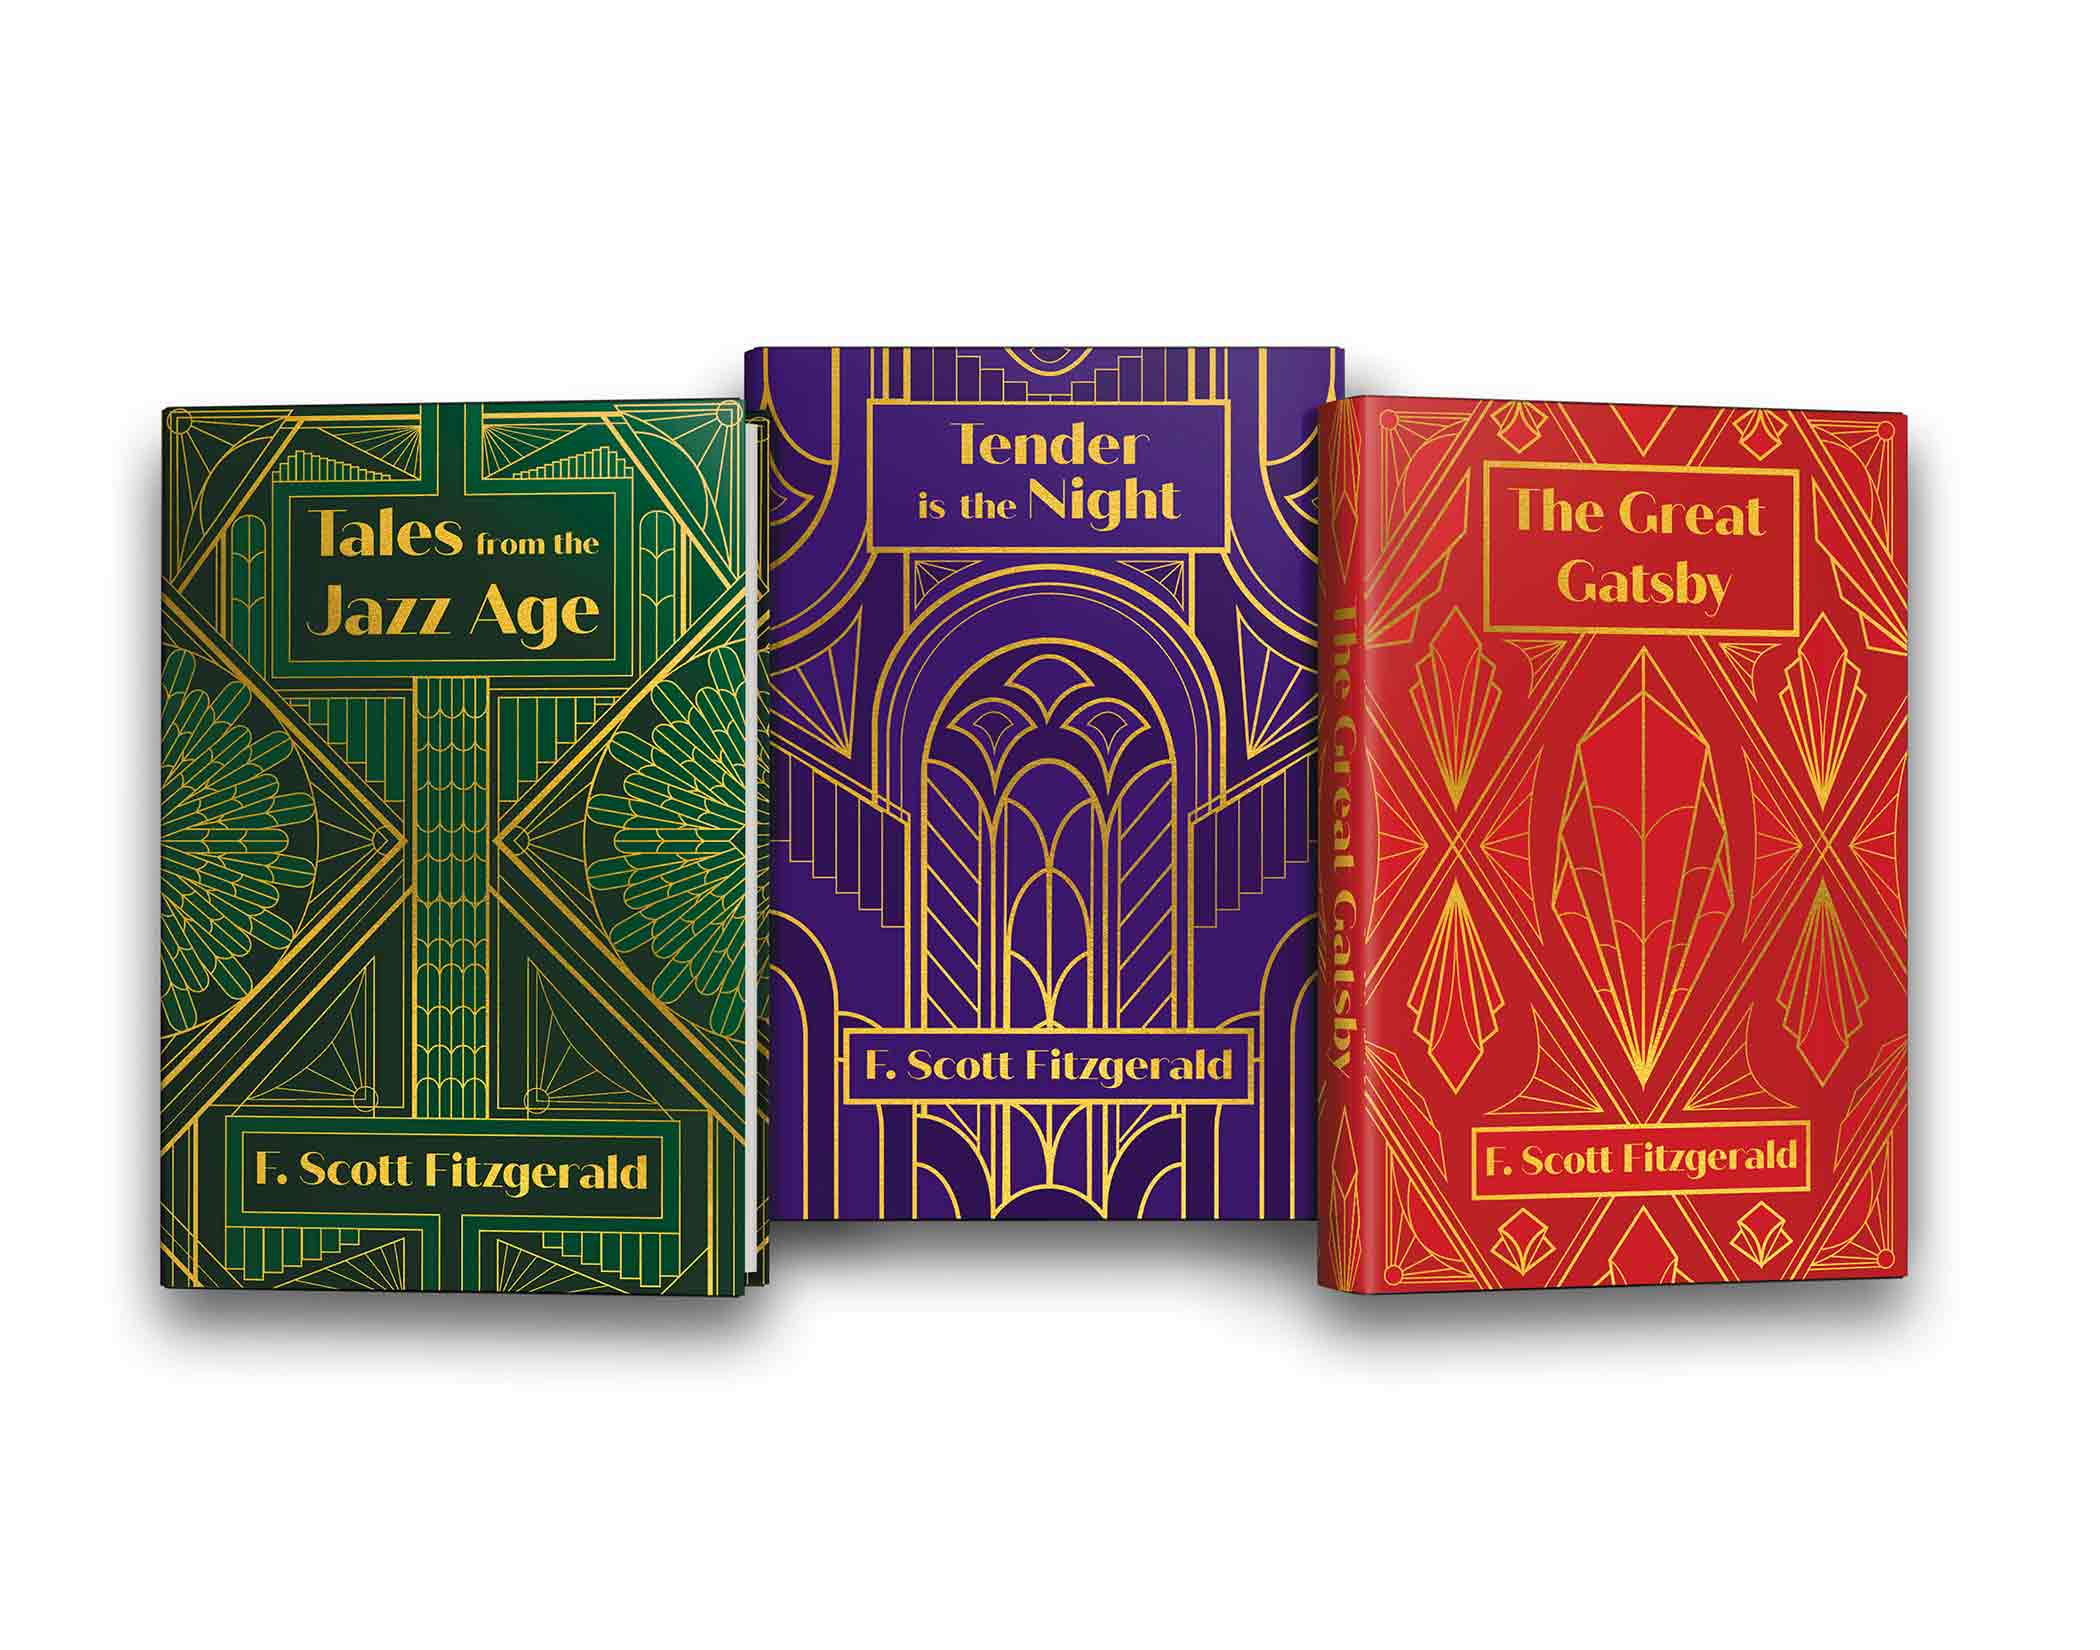 Tales from the
Jazz Age
F. Scott Fitzgerald
Tender
is the Night
F. Scott Fitzgerald
The Great Gatsby
The Great
Gatsby
F. Scott Fitzgerald